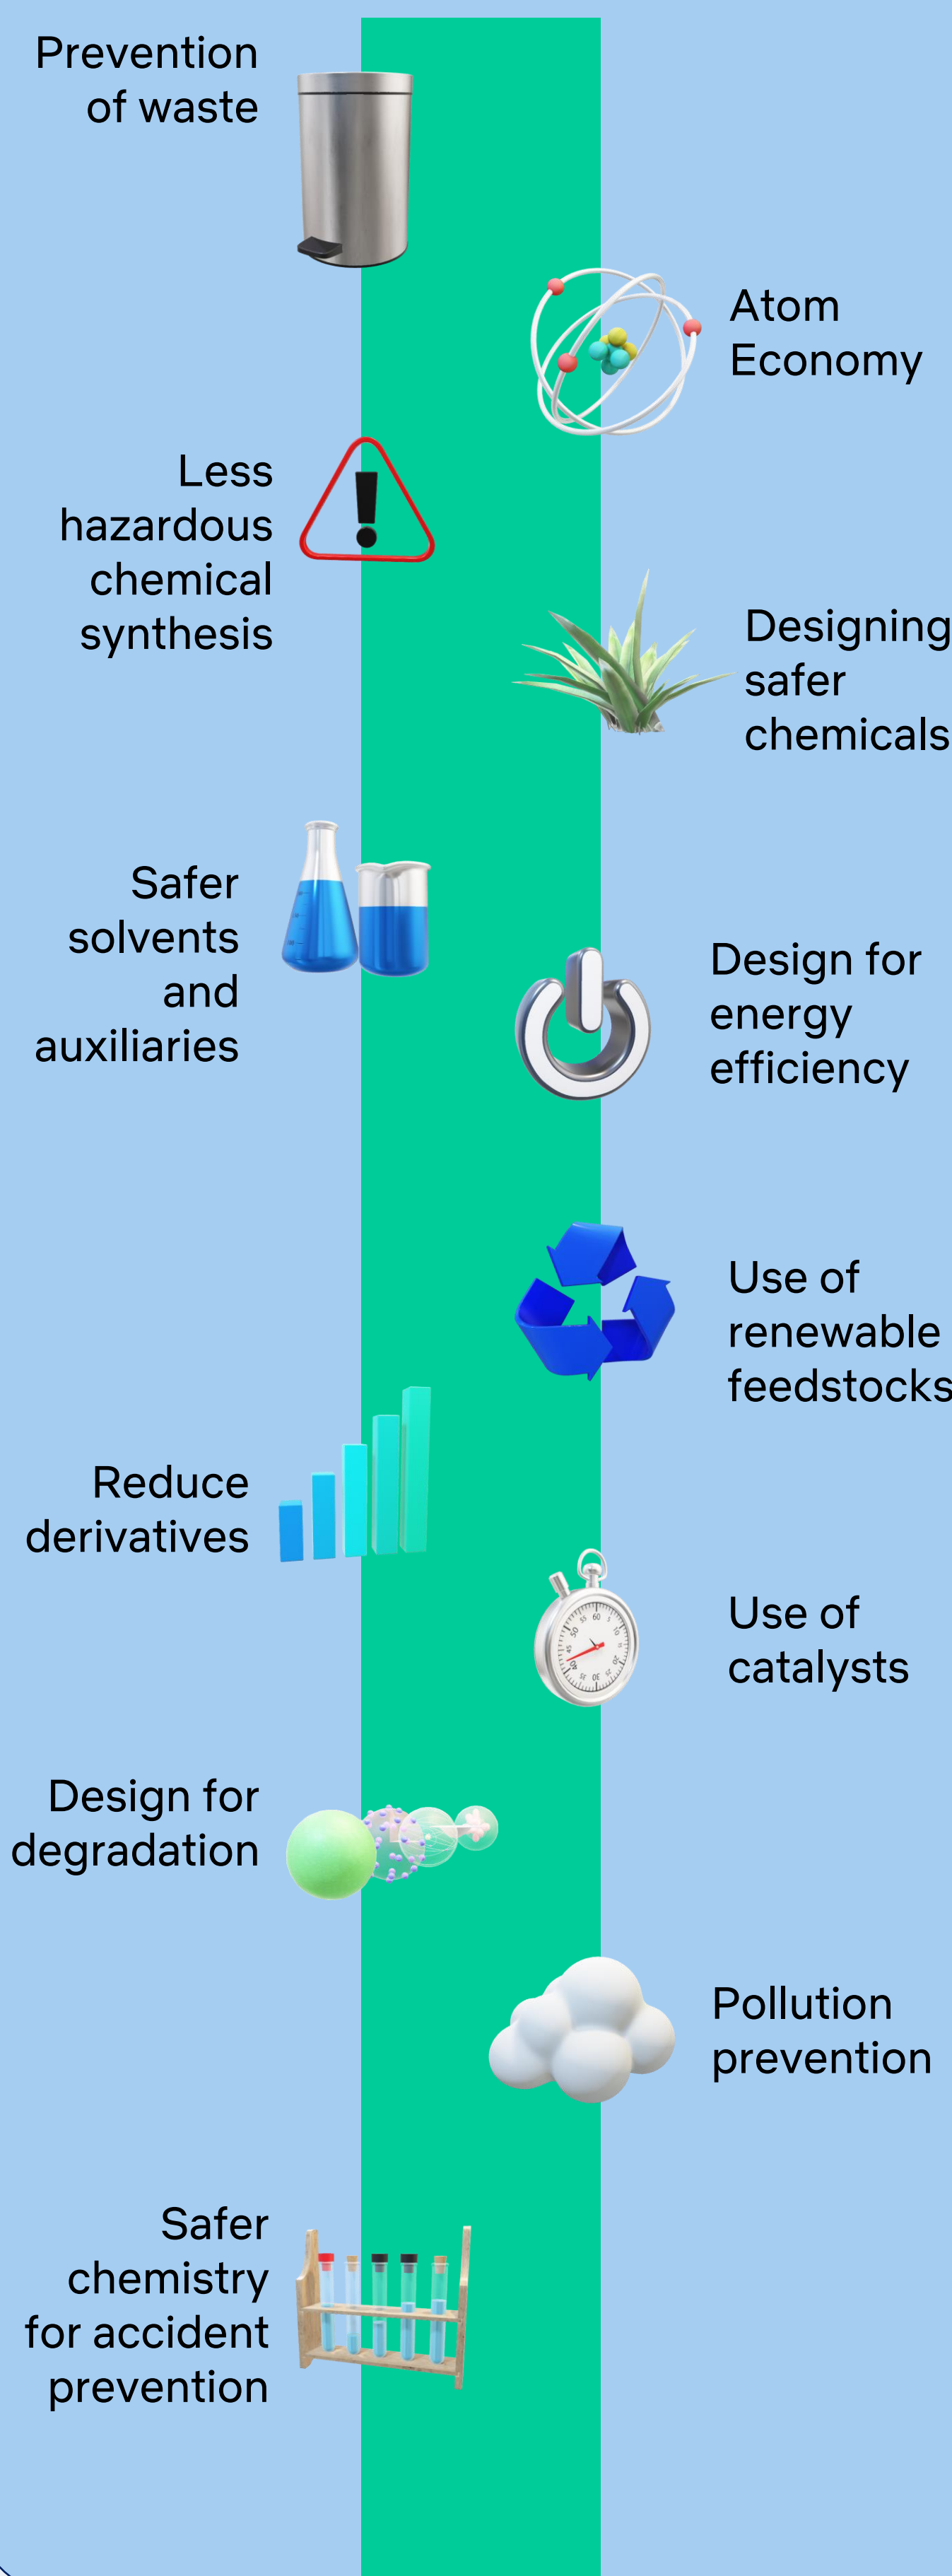 Prevention
of waste
Atom
Economy
Less
hazardous
chemical
synthesis
Designing
safer
chemicals
Safer
solvents
and
auxiliaries
Design for
energy
efficiency
Use of
renewable
feedstocks
Reduce
derivatives
Use of
catalysts
Design for
degradation
Pollution
prevention
Safer
chemistry
for accident
prevention